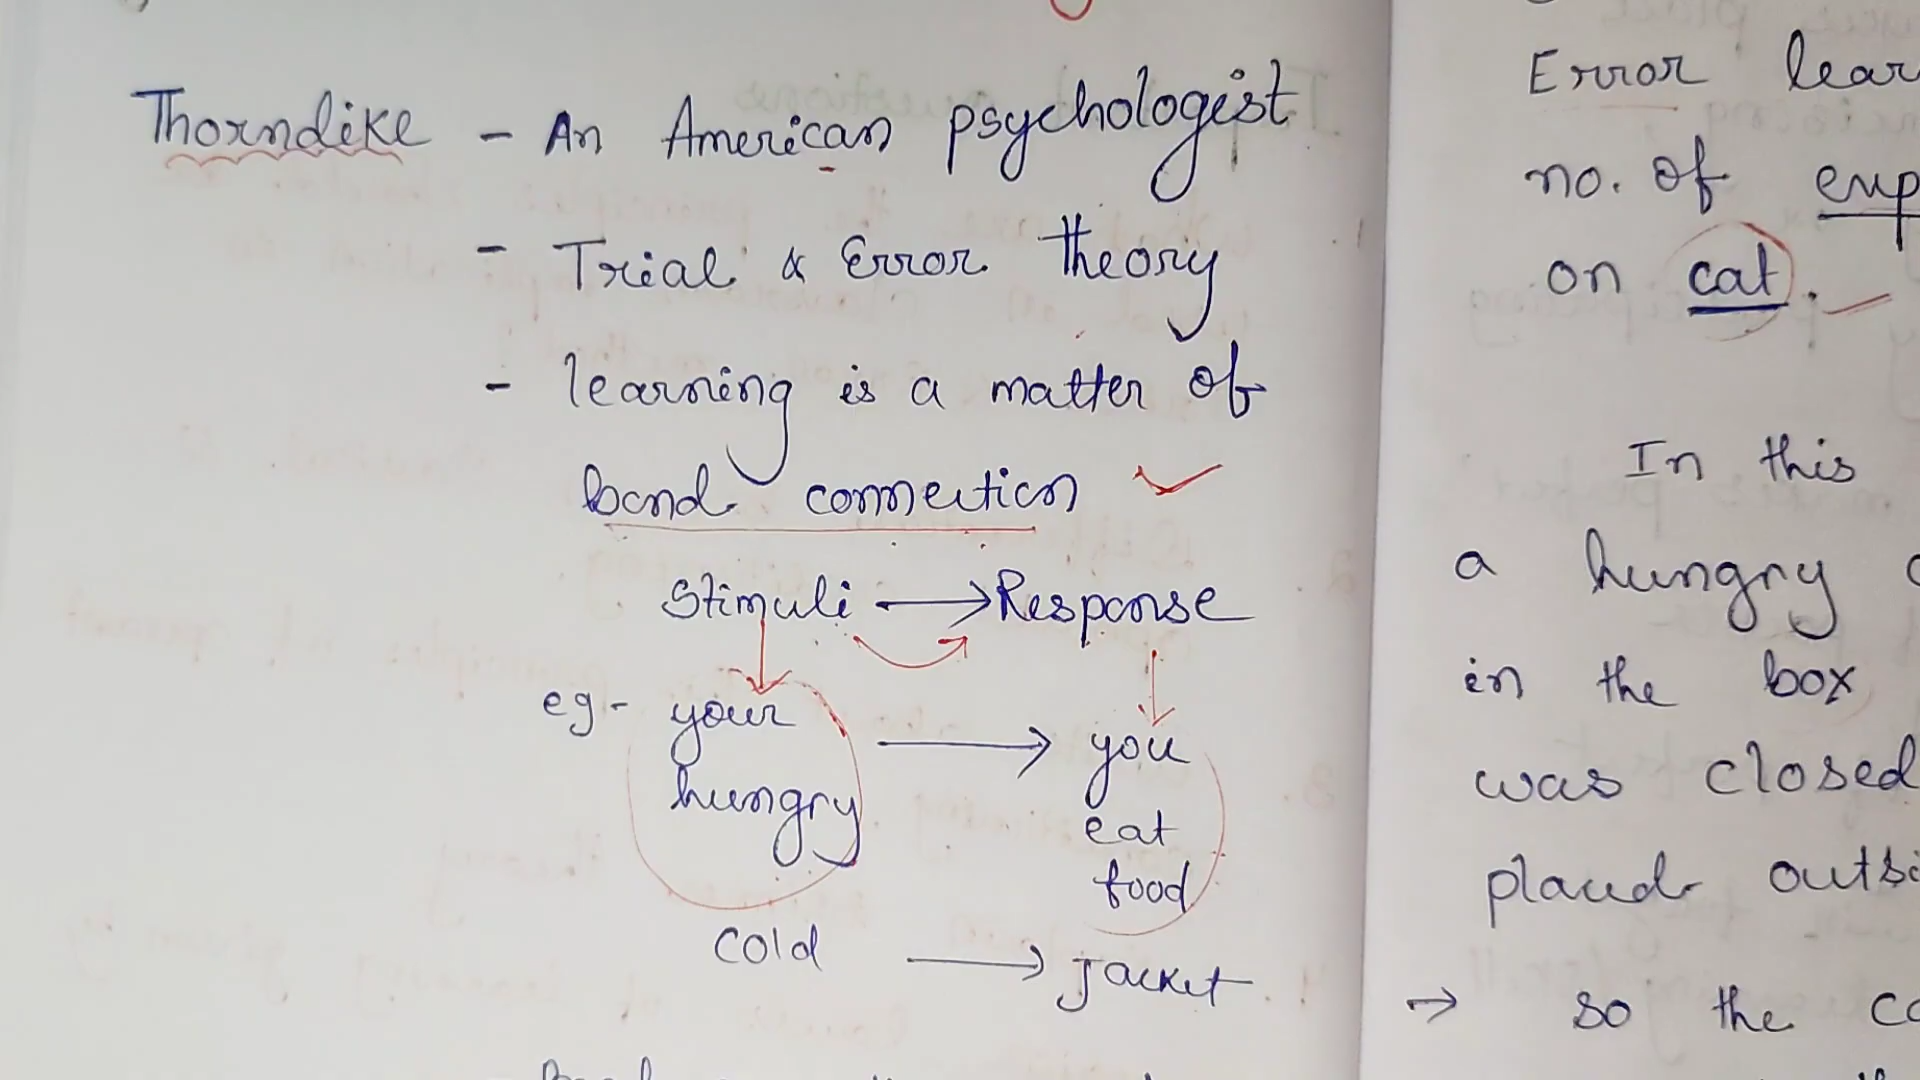 Thorndike - An American psychologist
- Trial & Error theory
- learning is a matter of
bond connection
Stimuli → Response
eg- your → you
hungry eat
food
cold → Jacket
Error
no. of
on cat.
In this
a hungry
in the box
was closed
placed
→ so the